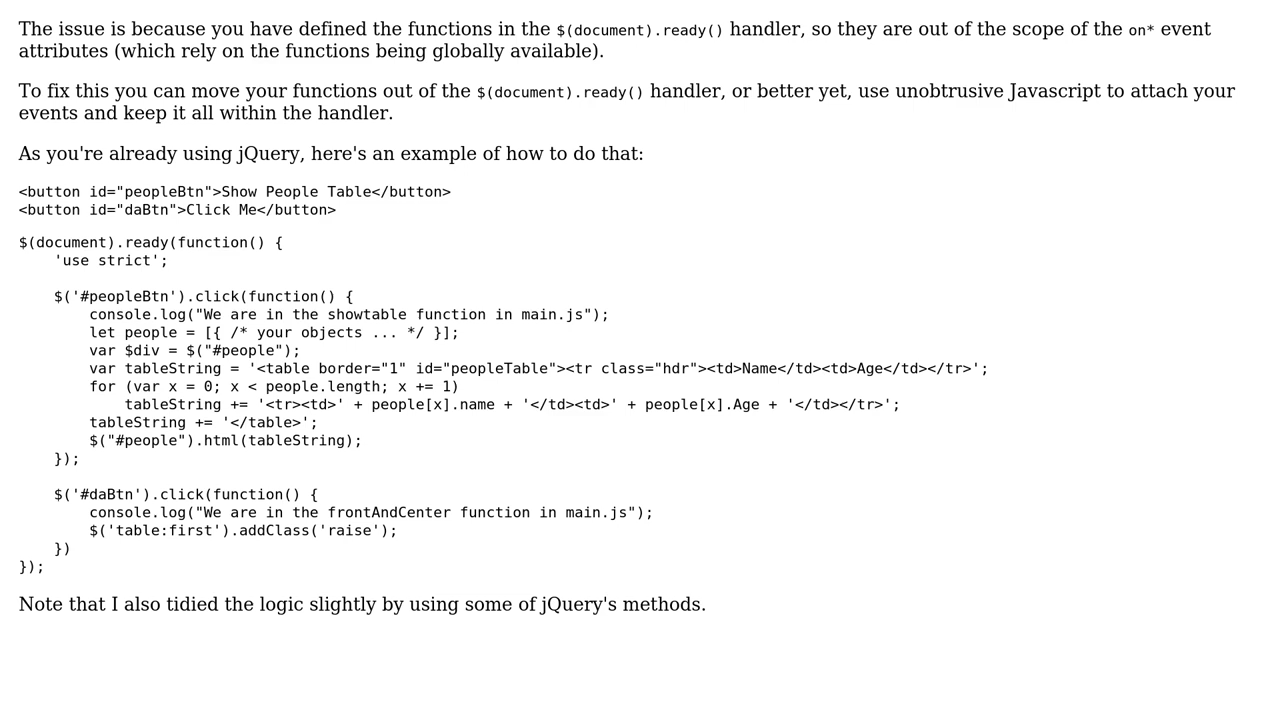 The issue is because you have defined the functions in the $(document).ready() handler, so they are out of the scope of the on* event
attributes (which rely on the functions being globally available).
To fix this you can move your functions out of the $(document).ready() handler, or better yet, use unobtrusive Javascript to attach your
events and keep it all within the handler.
As you're already using jQuery, here's an example of how to do that:
<button id="peopleBtn">Show People Table</button>
<button id="daBtn">Click Me</button>
$(document).ready(function() {
    'use strict';
    $('#peopleBtn').click(function() {
        console.log("We are in the showtable function in main.js");
        let people = [{ /* your objects ... */ }];
        var $div = $("#people");
        var tableString = '<table border="1" id="peopleTable"><tr class="hdr"><td>Name</td><td>Age</td></tr>';
        for (var x = 0; x < people.length; x += 1)
            tableString += '<tr><td>' + people[x].name + '</td><td>' + people[x].Age + '</td></tr>';
        tableString += '</table>';
        $("#people").html(tableString);
    });
    $('#daBtn').click(function() {
        console.log("We are in the frontAndCenter function in main.js");
        $('table:first').addClass('raise');
    })
});
Note that I also tidied the logic slightly by using some of jQuery's methods.